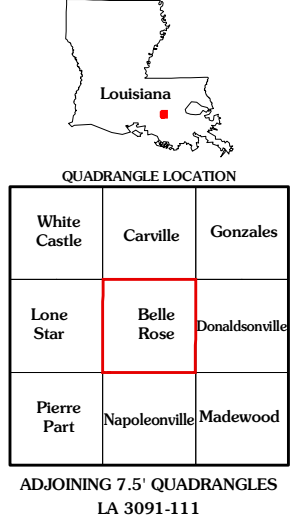 Louisiana
QUADRANGLE LOCATION
White
Castle
Carville
Gonzales
Lone
Star
Belle
Rose
Donaldsonville
Pierre
Part
Napoleonville
Madewood
ADJOINING 7.5' QUADRANGLES
LA 3091-111